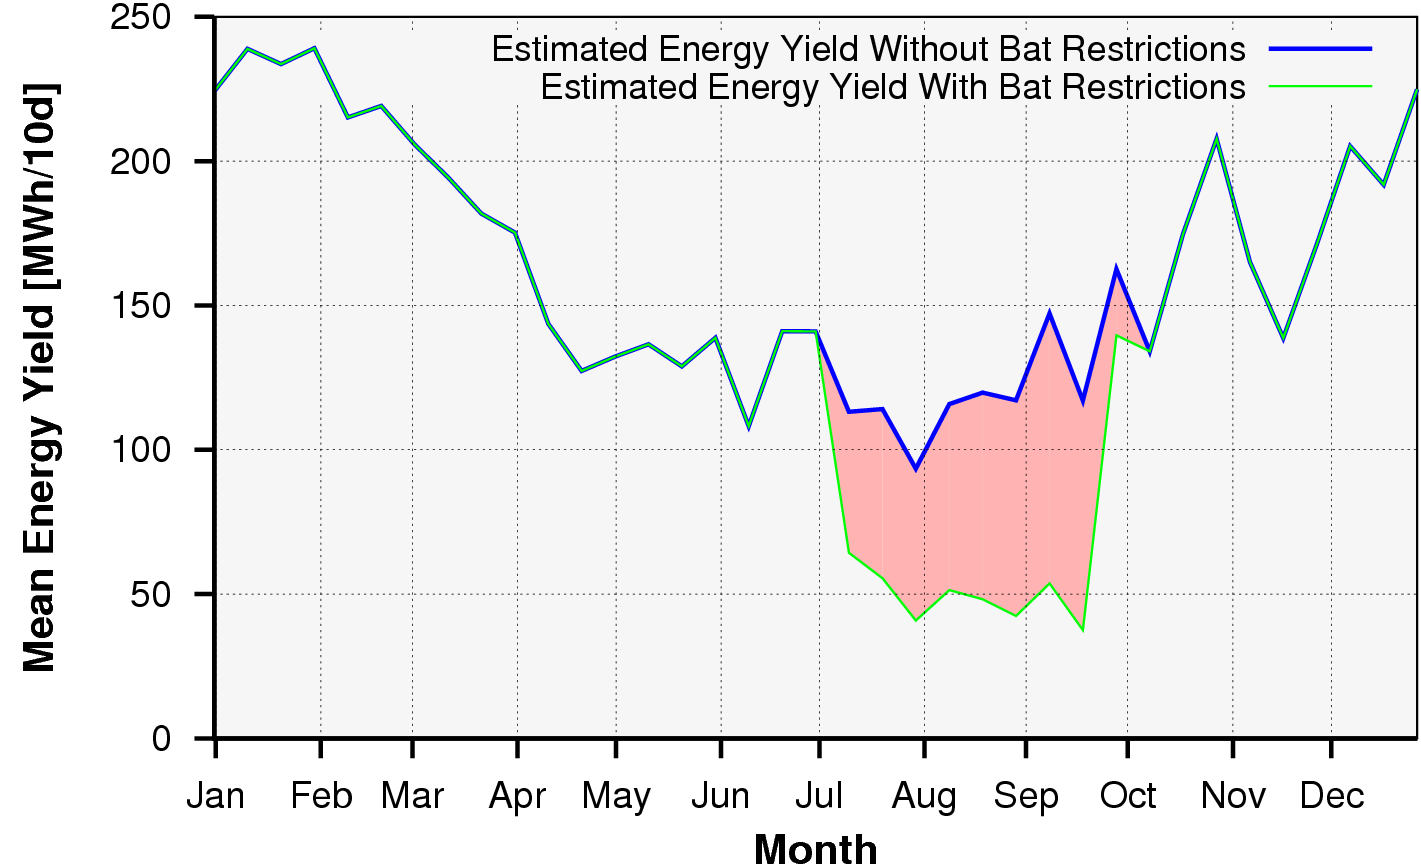 Mean Energy Yield [MWh/10d]
250
200
150
100
50
0
Estimated Energy Yield Without Bat Restrictions
Estimated Energy Yield With Bat Restrictions
Jan Feb Mar Apr May Jun Jul Aug Sep Oct Nov Dec
Month